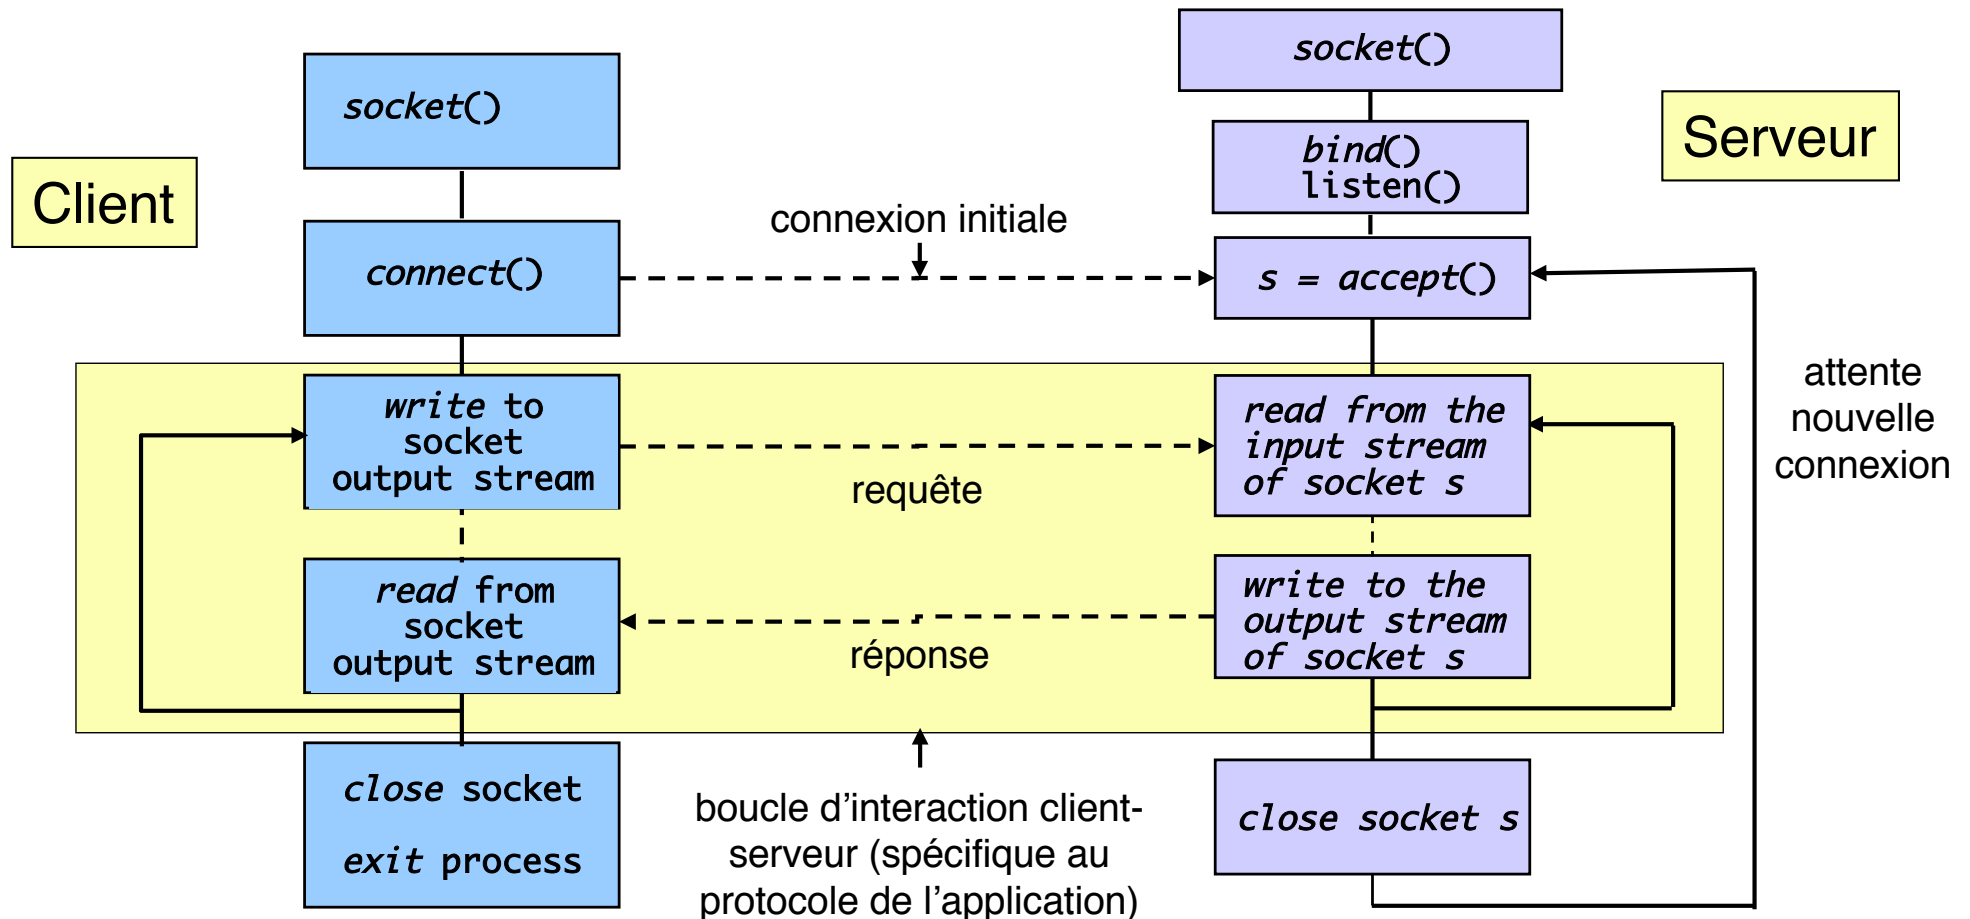 socket()
socket()
Serveur
bind()
listen()
Client
connexion initiale
connect()
s = accept()
write to
socket
output stream
read from the
input stream
of socket s
requête
attente
nouvelle
connexion
read from
socket
output stream
write to the
output stream
of socket s
réponse
close socket
exit process
boucle d’interaction client-
serveur (spécifique au
protocole de l’application)
close socket s